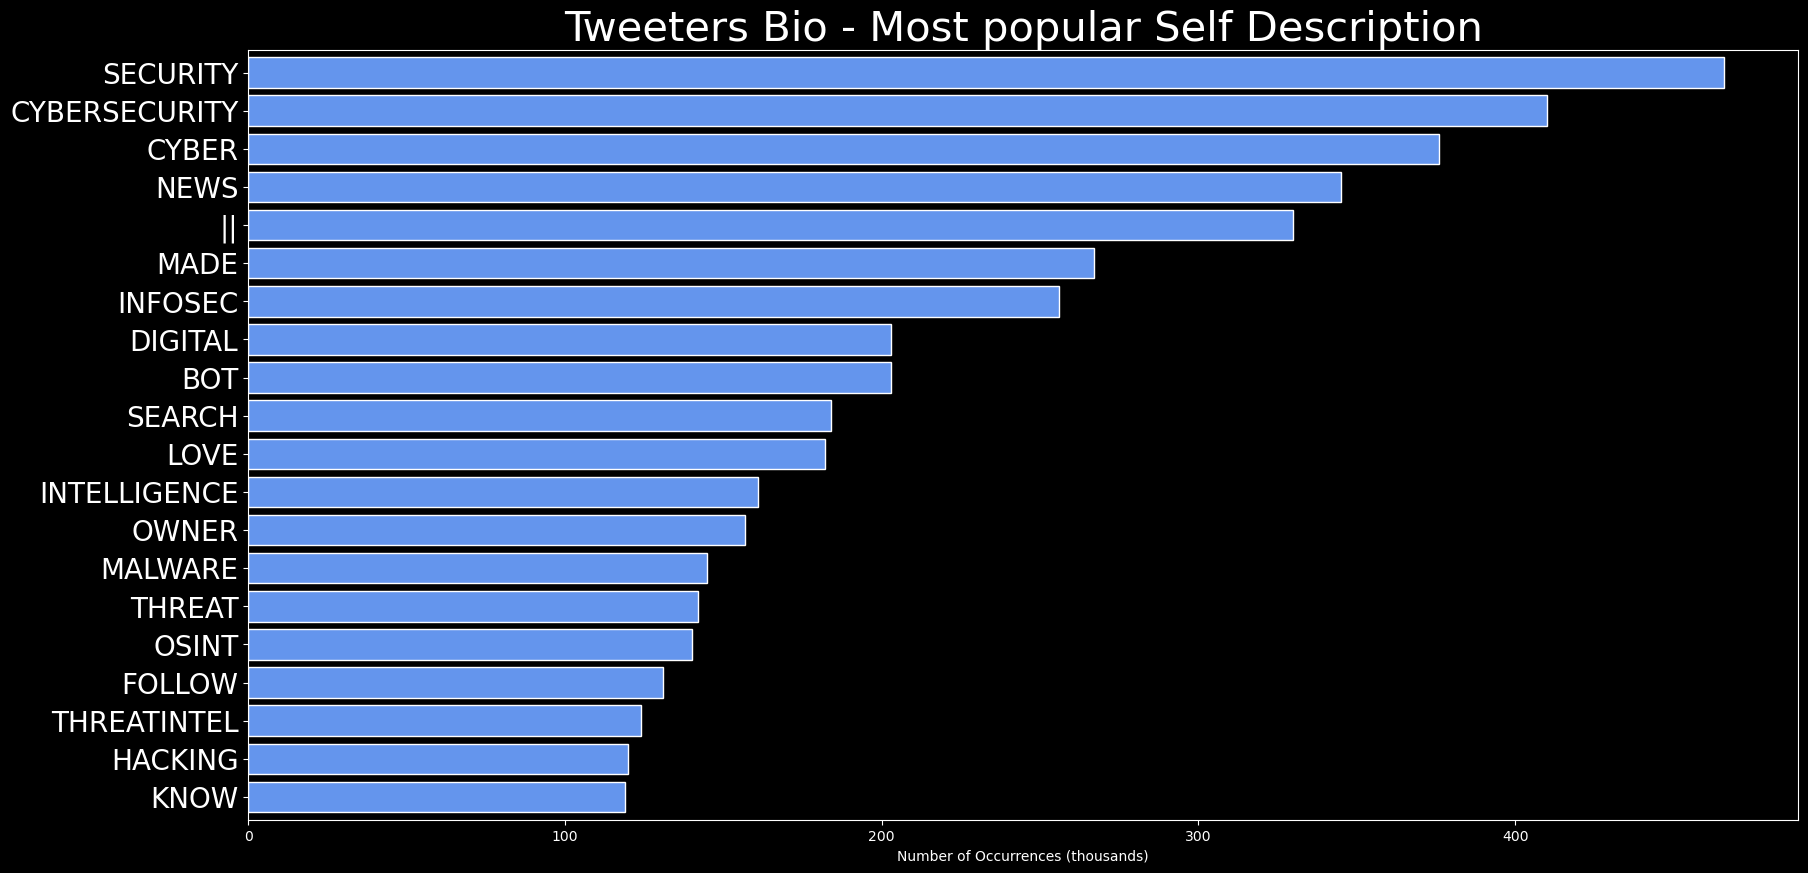 Tweeters Bio - Most popular Self Description
SECURITY
CYBERSECURITY
CYBER
NEWS
||
MADE
INFOSEC
DIGITAL
BOT
SEARCH
LOVE
INTELLIGENCE
OWNER
MALWARE
THREAT
OSINT
FOLLOW
THREATINTEL
HACKING
KNOW
0 100 200 300 400
Number of Occurrences (thousands)